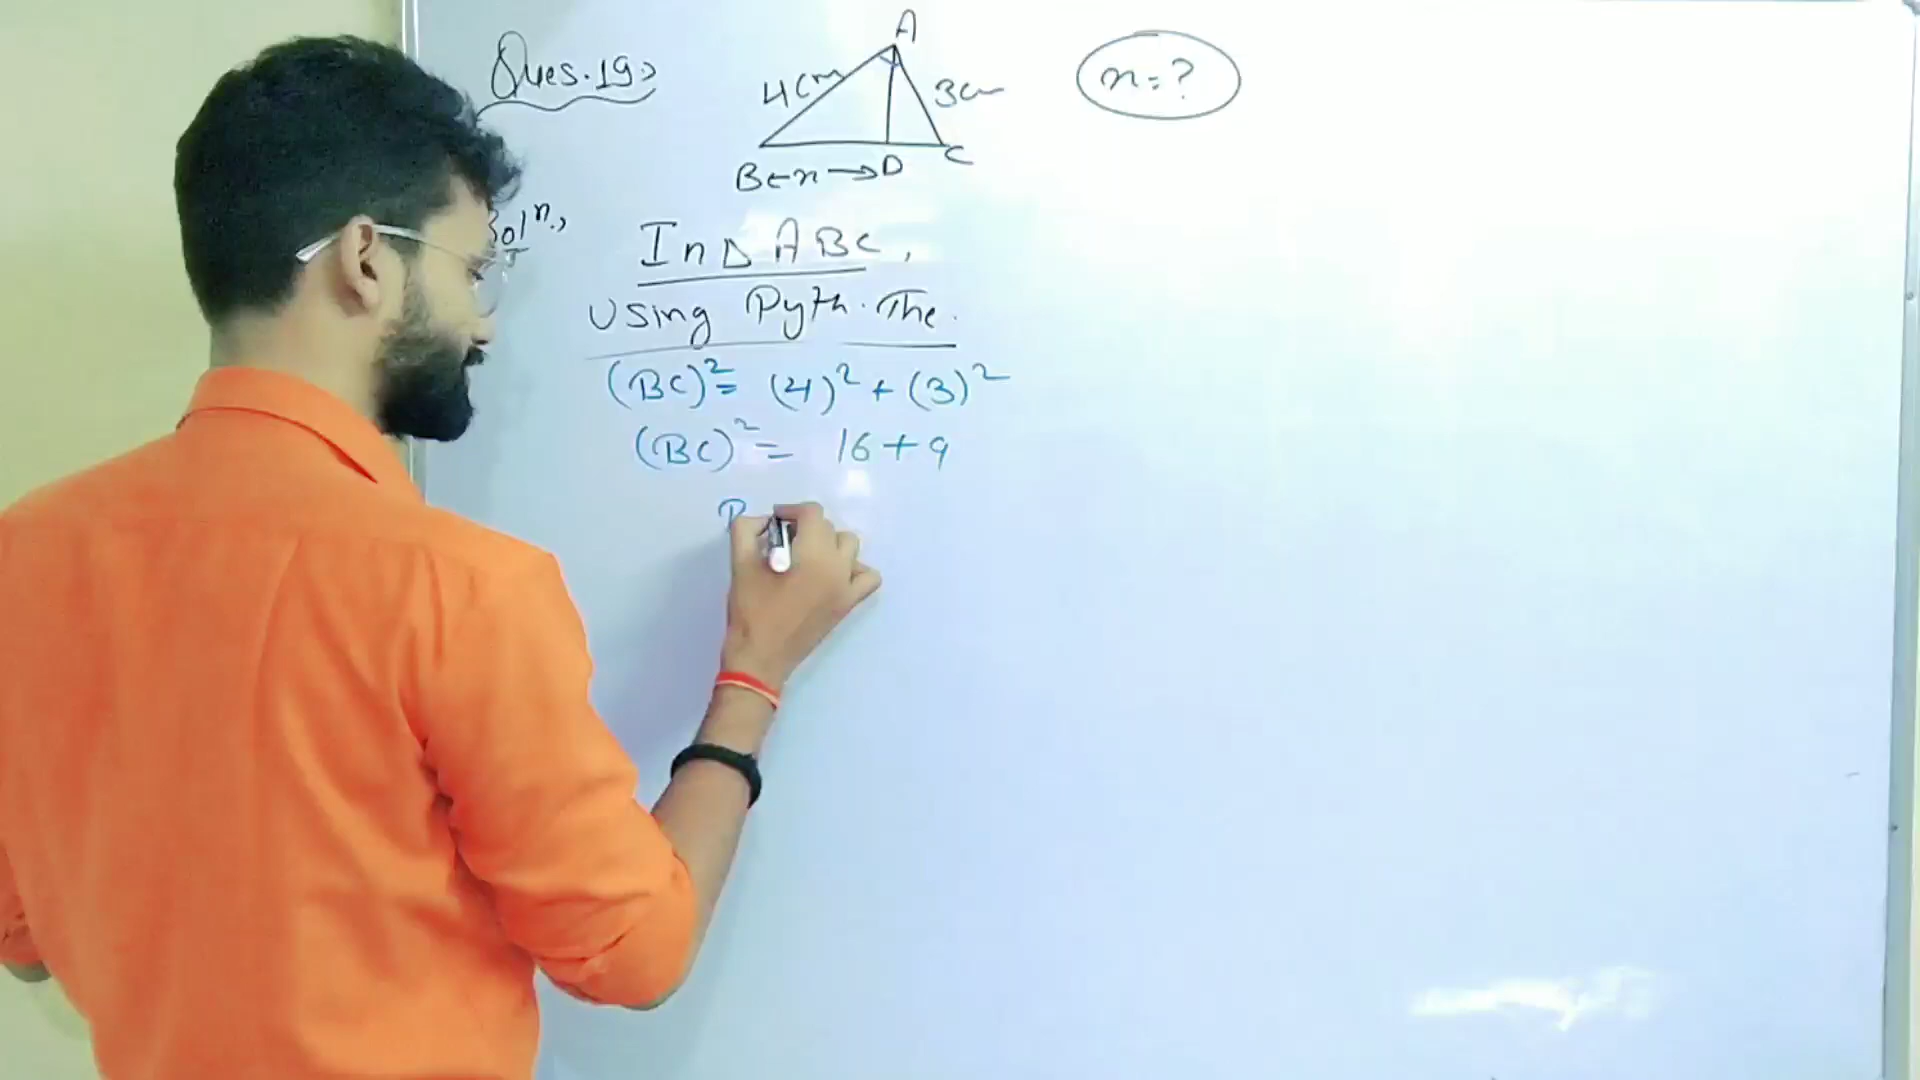 Ques.19>
A
4cm
3cm
B←x→D
C
x=?
Solⁿ.,
In △ ABC,
Using Pyth. The.
(BC)² = (4)² + (3)²
(BC)² = 16 + 9
B